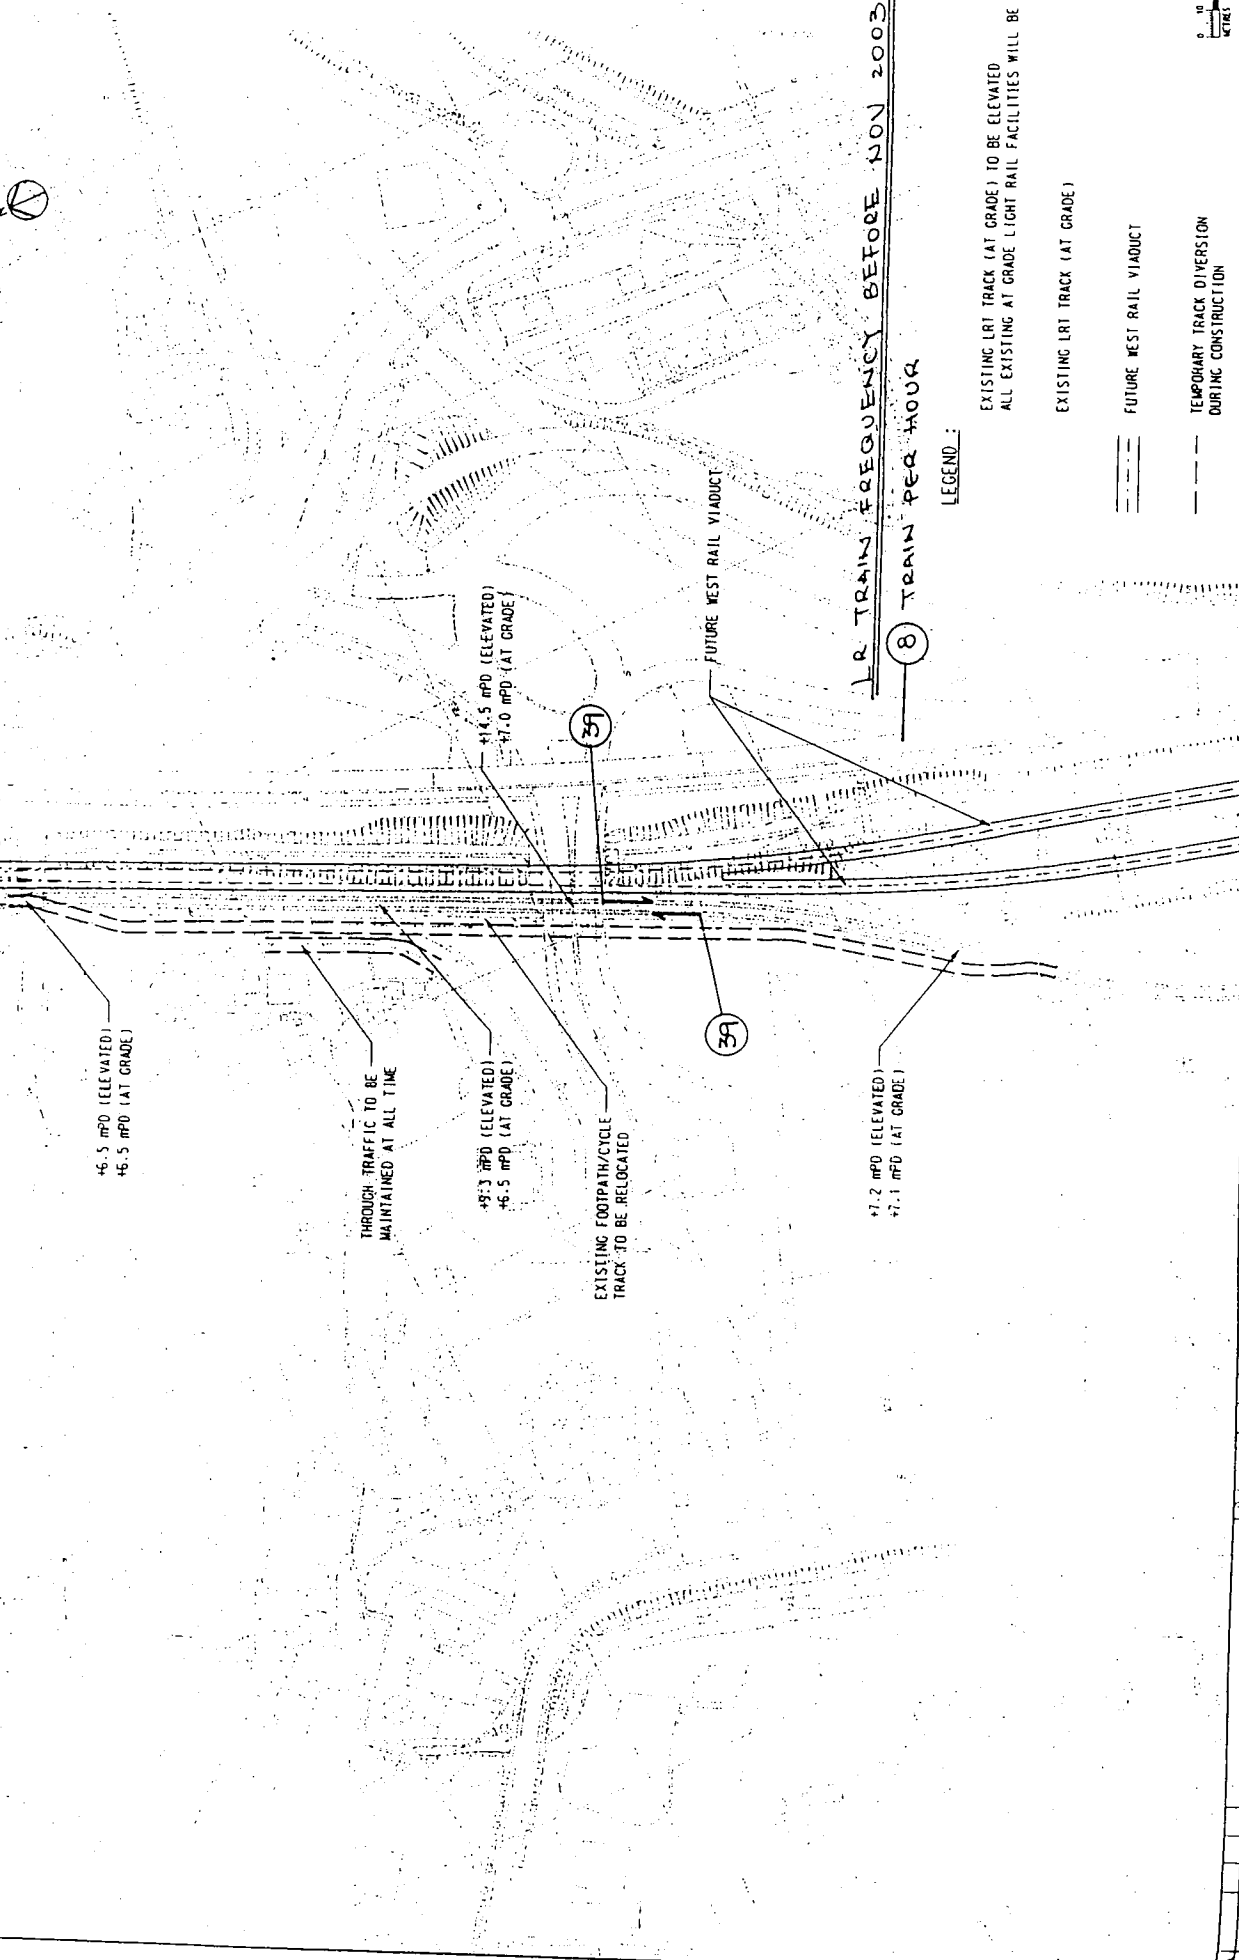 +6.5 mPD (ELEVATED)
+6.5 mPD (AT GRADE)
THROUGH TRAFFIC TO BE
MAINTAINED AT ALL TIME
+9.3 mPD (ELEVATED)
+6.5 mPD (AT GRADE)
EXISTING FOOTPATH/CYCLE
TRACK TO BE RELOCATED
+7.2 mPD (ELEVATED)
+7.1 mPD (AT GRADE)
39
39
+14.5 mPD (ELEVATED)
+7.0 mPD (AT GRADE)
FUTURE WEST RAIL VIADUCT
LR TRAIN FREQUENCY BEFORE NOV 2003
8 TRAIN PER HOUR
LEGEND :
EXISTING LRT TRACK (AT GRADE) TO BE ELEVATED
ALL EXISTING AT GRADE LIGHT RAIL FACILITIES WILL BE
EXISTING LRT TRACK (AT GRADE)
FUTURE WEST RAIL VIADUCT
TEMPORARY TRACK DIVERSION
DURING CONSTRUCTION
0 10
METRES